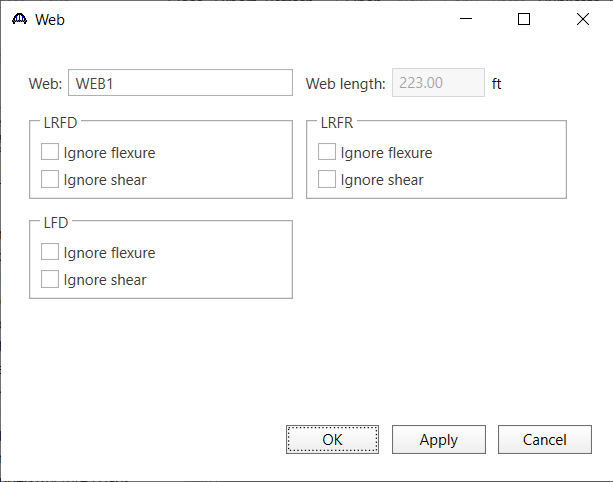 Web
Web: WEB1 Web length: 223.00 ft
LRFD LRFR
Ignore flexure Ignore flexure
Ignore shear Ignore shear
LFD
Ignore flexure
Ignore shear
OK Apply Cancel